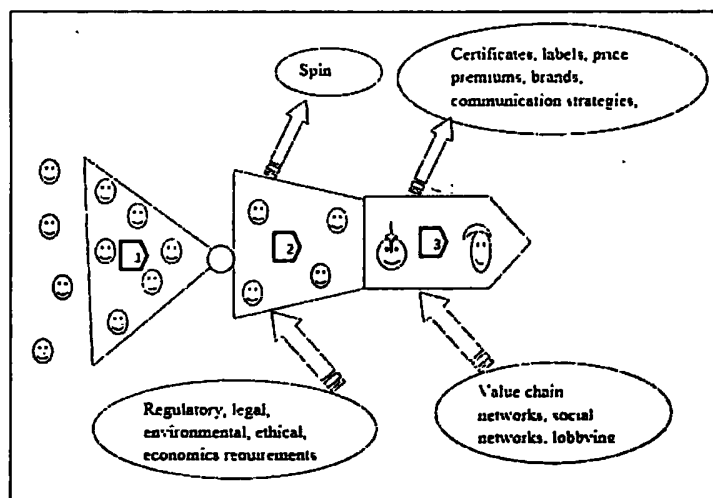 Spin
Certificates, labels, price
premiums, brands,
communication strategies,
1
2
3
Regulatory, legal,
environmental, ethical,
economics requirements
Value chain
networks, social
networks, lobbying